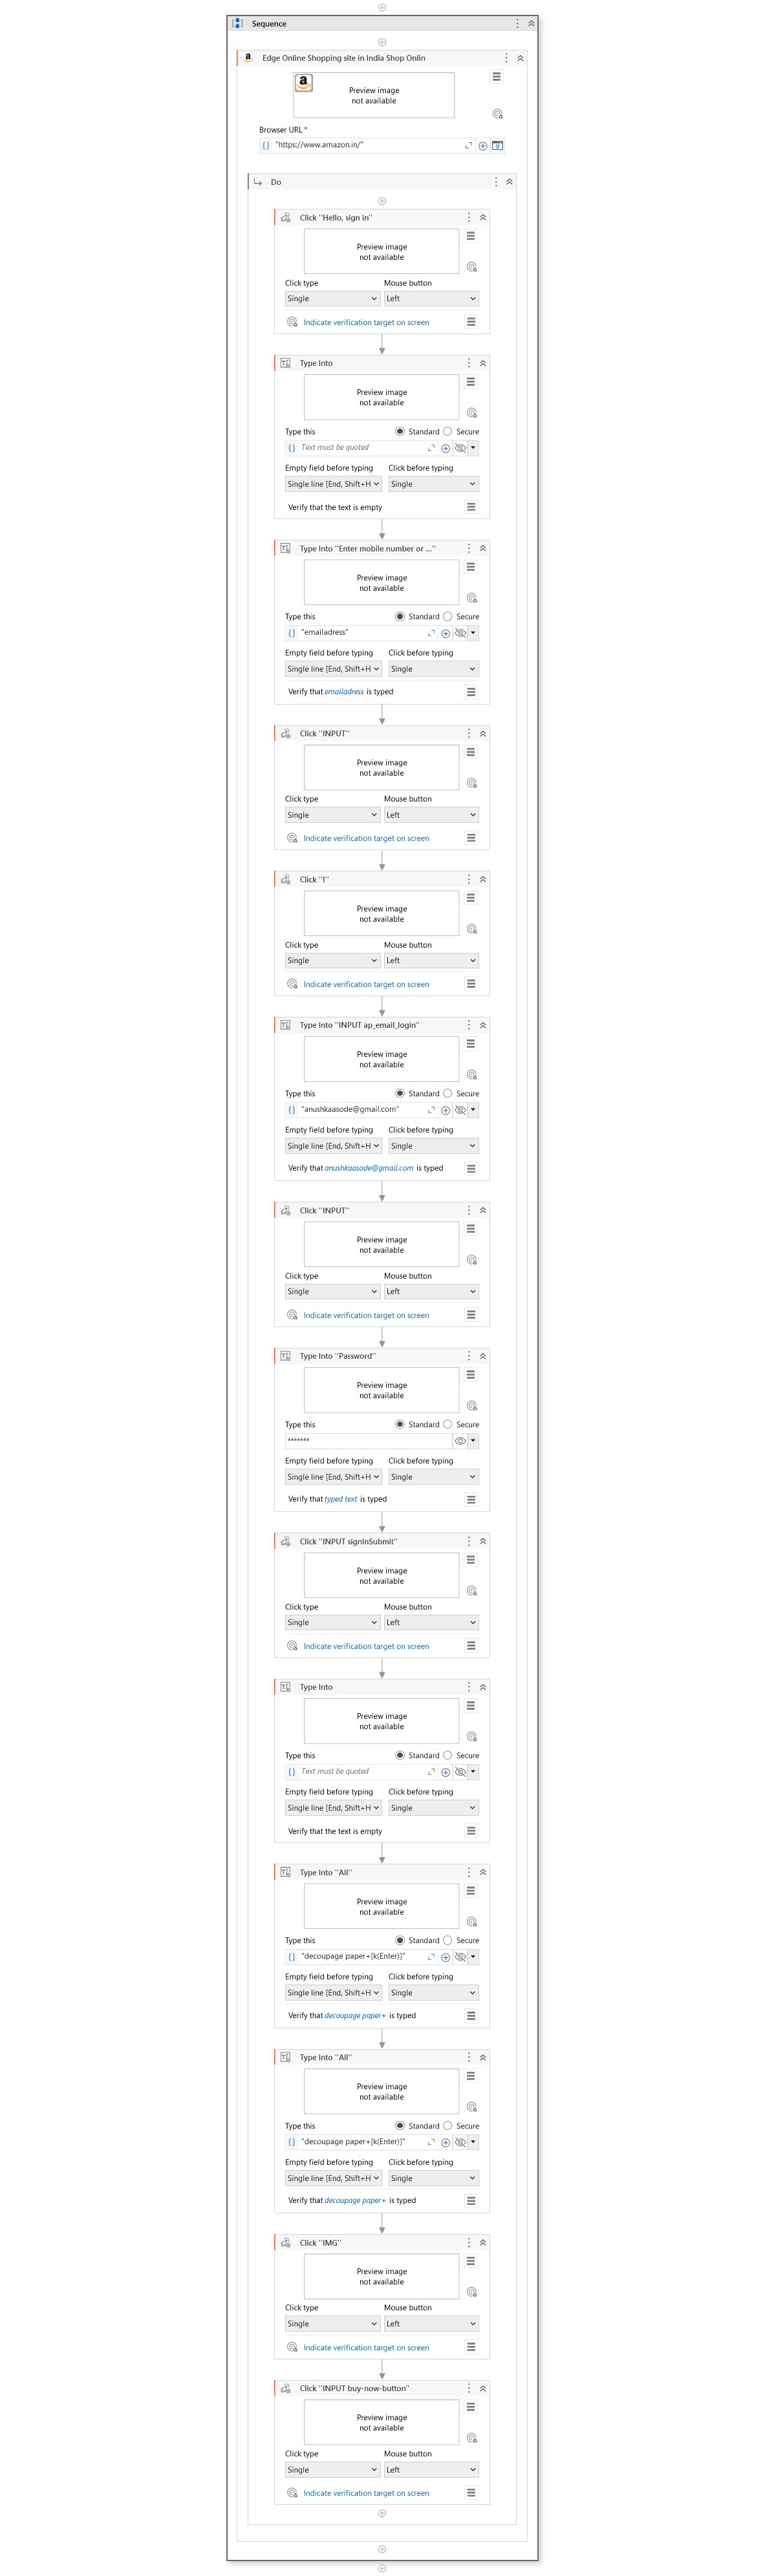 Sequence
Edge Online Shopping site in India Shop Onlin
Preview image
not available
Browser URL *
"https://www.amazon.in/"
Do
Click "Hello, sign in"
Preview image
not available
Click type Mouse button
Single Left
Indicate verification target on screen
Type Into
Preview image
not available
Type this Standard Secure
Text must be quoted
Empty field before typing Click before typing
Single line [End, Shift+H Single
Verify that the text is empty
Type Into "Enter mobile number or ..."
Preview image
not available
Type this Standard Secure
"emailadress"
Empty field before typing Click before typing
Single line [End, Shift+H Single
Verify that emailadress is typed
Click "INPUT"
Preview image
not available
Click type Mouse button
Single Left
Indicate verification target on screen
Click "I"
Preview image
not available
Click type Mouse button
Single Left
Indicate verification target on screen
Type Into "INPUT ap_email_login"
Preview image
not available
Type this Standard Secure
"anushkaasode@gmail.com"
Empty field before typing Click before typing
Single line [End, Shift+H Single
Verify that anushkaasode@gmail.com is typed
Click "INPUT"
Preview image
not available
Click type Mouse button
Single Left
Indicate verification target on screen
Type Into "Password"
Preview image
not available
Type this Standard Secure
*******
Empty field before typing Click before typing
Single line [End, Shift+H Single
Verify that typed text is typed
Click "INPUT signInSubmit"
Preview image
not available
Click type Mouse button
Single Left
Indicate verification target on screen
Type Into
Preview image
not available
Type this Standard Secure
Text must be quoted
Empty field before typing Click before typing
Single line [End, Shift+H Single
Verify that the text is empty
Type Into "All"
Preview image
not available
Type this Standard Secure
"decoupage paper+[k(Enter)]"
Empty field before typing Click before typing
Single line [End, Shift+H Single
Verify that decoupage paper+ is typed
Type Into "All"
Preview image
not available
Type this Standard Secure
"decoupage paper+[k(Enter)]"
Empty field before typing Click before typing
Single line [End, Shift+H Single
Verify that decoupage paper+ is typed
Click "IMG"
Preview image
not available
Click type Mouse button
Single Left
Indicate verification target on screen
Click "INPUT buy-now-button"
Preview image
not available
Click type Mouse button
Single Left
Indicate verification target on screen